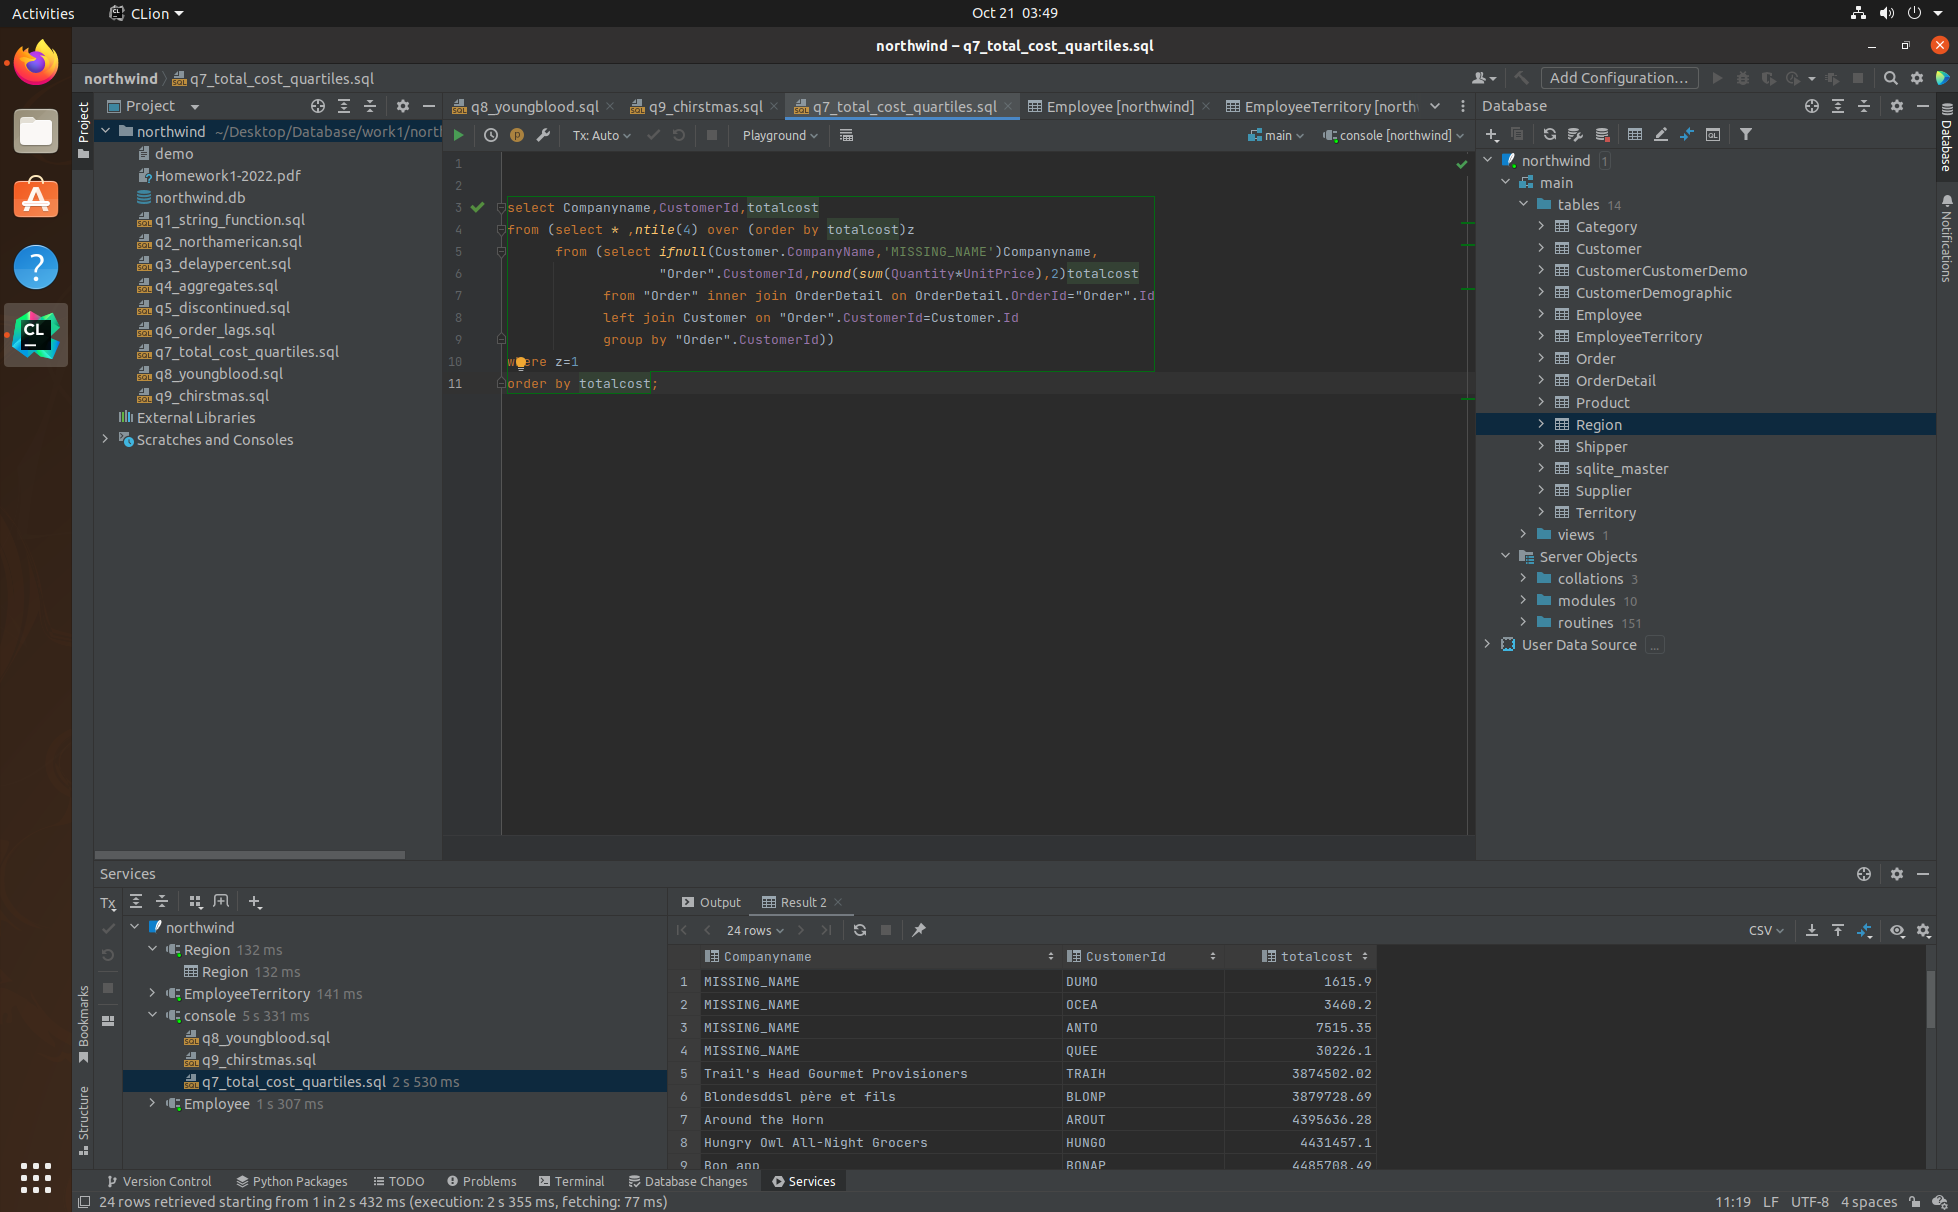 Activities
CLion
Oct 21 03:49
northwind – q7_total_cost_quartiles.sql
northwind
q7_total_cost_quartiles.sql
Add Configuration...
Project
Project
northwind ~/Desktop/Database/work1/nort
demo
Homework1-2022.pdf
northwind.db
q1_string_function.sql
q2_northamerican.sql
q3_delaypercent.sql
q4_aggregates.sql
q5_discontinued.sql
q6_order_lags.sql
q7_total_cost_quartiles.sql
q8_youngblood.sql
q9_chirstmas.sql
External Libraries
Scratches and Consoles
q8_youngblood.sql
q9_chirstmas.sql
q7_total_cost_quartiles.sql
Employee [northwind]
EmployeeTerritory [north
Tx: Auto
Playground
main
console [northwind]
1
2
3 select Companyname,CustomerId,totalcost
4 from (select * ,ntile(4) over (order by totalcost)z
5 from (select ifnull(Customer.CompanyName,'MISSING_NAME')Companyname,
6 "Order".CustomerId,round(sum(Quantity*UnitPrice),2)totalcost
7 from "Order" inner join OrderDetail on OrderDetail.OrderId="Order".Id
8 left join Customer on "Order".CustomerId=Customer.Id
9 group by "Order".CustomerId))
10 where z=1
11 order by totalcost;
Database
northwind 1
main
tables 14
Category
Customer
CustomerCustomerDemo
CustomerDemographic
Employee
EmployeeTerritory
Order
OrderDetail
Product
Region
Shipper
sqlite_master
Supplier
Territory
views 1
Server Objects
collations 3
modules 10
routines 151
User Data Source ...
Database
Notifications
Services
Tx
northwind
Region 132 ms
Region 132 ms
EmployeeTerritory 141 ms
console 5 s 331 ms
q8_youngblood.sql
q9_chirstmas.sql
q7_total_cost_quartiles.sql 2 s 530 ms
Employee 1 s 307 ms
Bookmarks
Structure
Output
Result 2
24 rows
CSV
Companyname CustomerId totalcost
1 MISSING_NAME DUMO 1615.9
2 MISSING_NAME OCEA 3460.2
3 MISSING_NAME ANTO 7515.35
4 MISSING_NAME QUEE 30226.1
5 Trail's Head Gourmet Provisioners TRAIH 3874502.02
6 Blondesddsl père et fils BLONP 3879728.69
7 Around the Horn AROUT 4395636.28
8 Hungry Owl All-Night Grocers HUNGO 4431457.1
9 Bon app BONAP 4485708.49
Version Control
Python Packages
TODO
Problems
Terminal
Database Changes
Services
24 rows retrieved starting from 1 in 2 s 432 ms (execution: 2 s 355 ms, fetching: 77 ms)
11:19 LF UTF-8 4 spaces